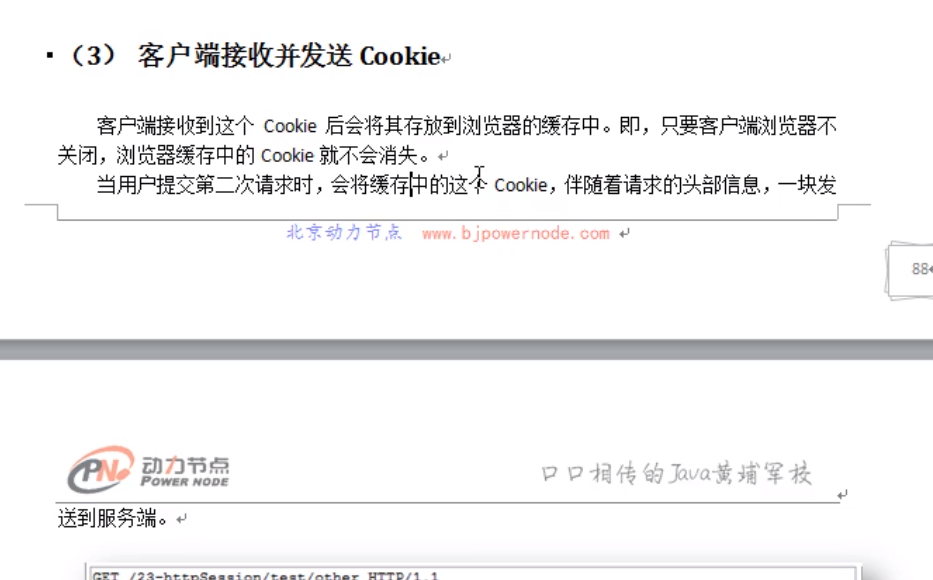 ▪（3） 客户端接收并发送 Cookie
客户端接收到这个 Cookie 后会将其存放到浏览器的缓存中。即，只要客户端浏览器不
关闭，浏览器缓存中的 Cookie 就不会消失。
当用户提交第二次请求时，会将缓存中的这个 Cookie，伴随着请求的头部信息，一块发
北京动力节点 www.bjpowernode.com
88
PN 动力节点
POWER NODE
口口相传的Java黄埔军校
送到服务端。
GET /23-httpSession/test/other HTTP/1.1